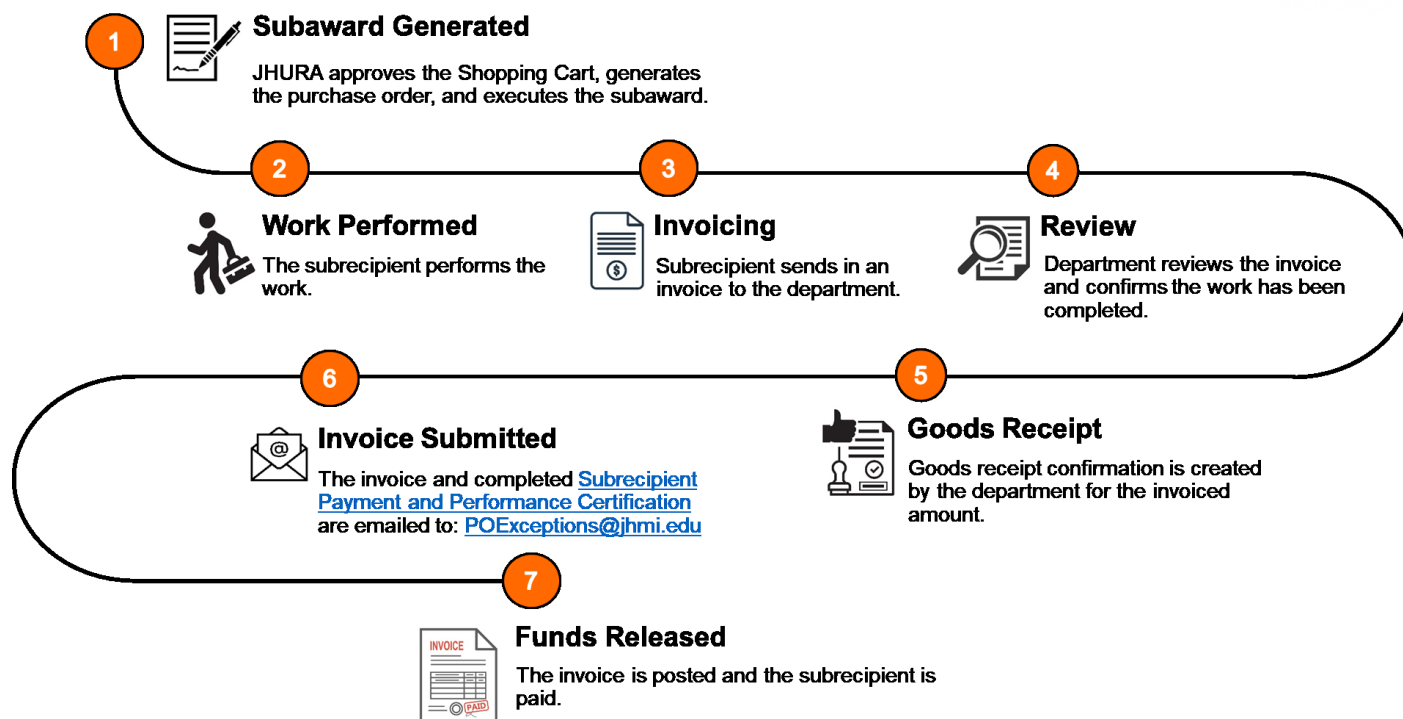 1
Subaward Generated
JHURA approves the Shopping Cart, generates
the purchase order, and executes the subaward.
2
Work Performed
The subrecipient performs the
work.
3
Invoicing
Subrecipient sends in an
invoice to the department.
$
4
Review
Department reviews the invoice
and confirms the work has been
completed.
5
Goods Receipt
Goods receipt confirmation is created
by the department for the invoiced
amount.
6
@
Invoice Submitted
The invoice and completed Subrecipient
Payment and Performance Certification
are emailed to: POExceptions@jhmi.edu
7
Funds Released
The invoice is posted and the subrecipient is
paid.
INVOICE
PAID